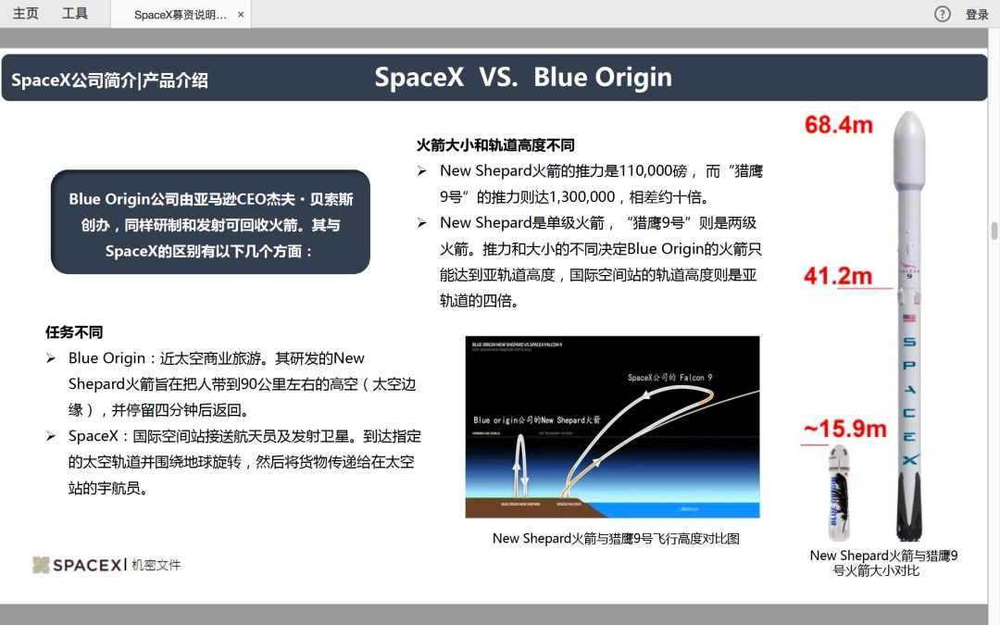 主页 工具 SpaceX募资说明... × ? 登录
SpaceX公司简介|产品介绍
SpaceX VS. Blue Origin
Blue Origin公司由亚马逊CEO杰夫·贝索斯
创办，同样研制和发射可回收火箭。其与
SpaceX的区别有以下几个方面：
任务不同
➢ Blue Origin：近太空商业旅游。其研发的New
Shepard火箭旨在把人带到90公里左右的高空（太空边
缘），并停留四分钟后返回。
➢ SpaceX：国际空间站接送航天员及发射卫星。到达指定
的太空轨道并围绕地球旋转，然后将货物传递给在太空
站的宇航员。
火箭大小和轨道高度不同
➢ New Shepard火箭的推力是110,000磅， 而“猎鹰
9号”的推力则达1,300,000，相差约十倍。
➢ New Shepard是单级火箭，“猎鹰9号”则是两级
火箭。推力和大小的不同决定Blue Origin的火箭只
能达到亚轨道高度，国际空间站的轨道高度则是亚
轨道的四倍。
BLUE ORIGIN NEW SHEPARD VS SPACEX FALCON 9
SpaceX公司的 Falcon 9
Blue origin公司的New Shepard火箭
BLUE ORIGIN NEW SHEPARD
SPACEX FALCON 9
New Shepard火箭与猎鹰9号飞行高度对比图
68.4m
41.2m
~15.9m
FALCON
9
SPACEX
BLUE ORIGIN
New Shepard火箭与猎鹰9
号火箭大小对比
SPACEX| 机密文件